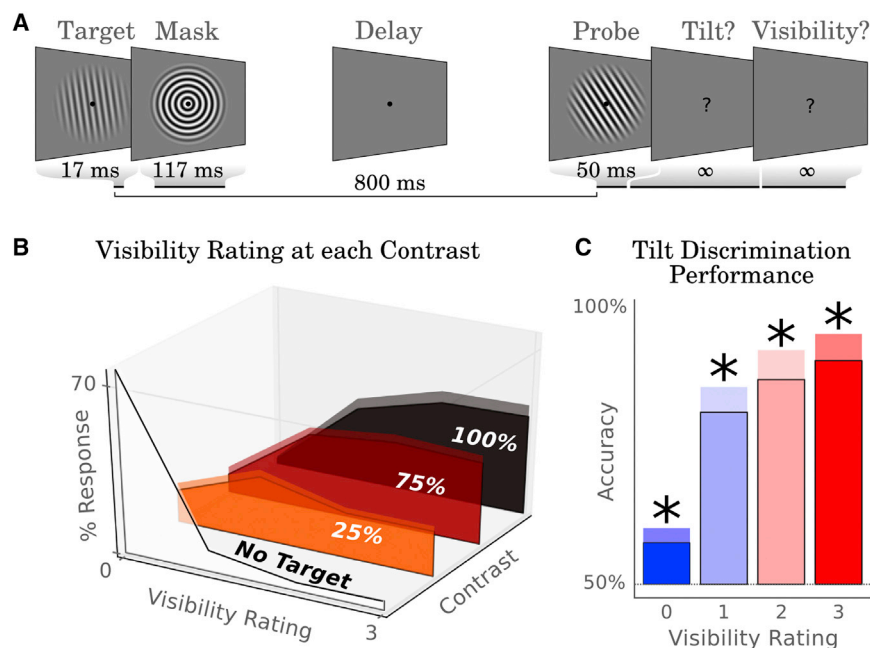 A
Target Mask Delay Probe Tilt? Visibility?
? ?
17 ms 117 ms 50 ms ∞ ∞
800 ms
B Visibility Rating at each Contrast
70
% Response
0
Visibility Rating
3
Contrast
100%
75%
25%
No Target
C Tilt Discrimination
Performance
100%
Accuracy
50%
* * * *
0 1 2 3
Visibility Rating